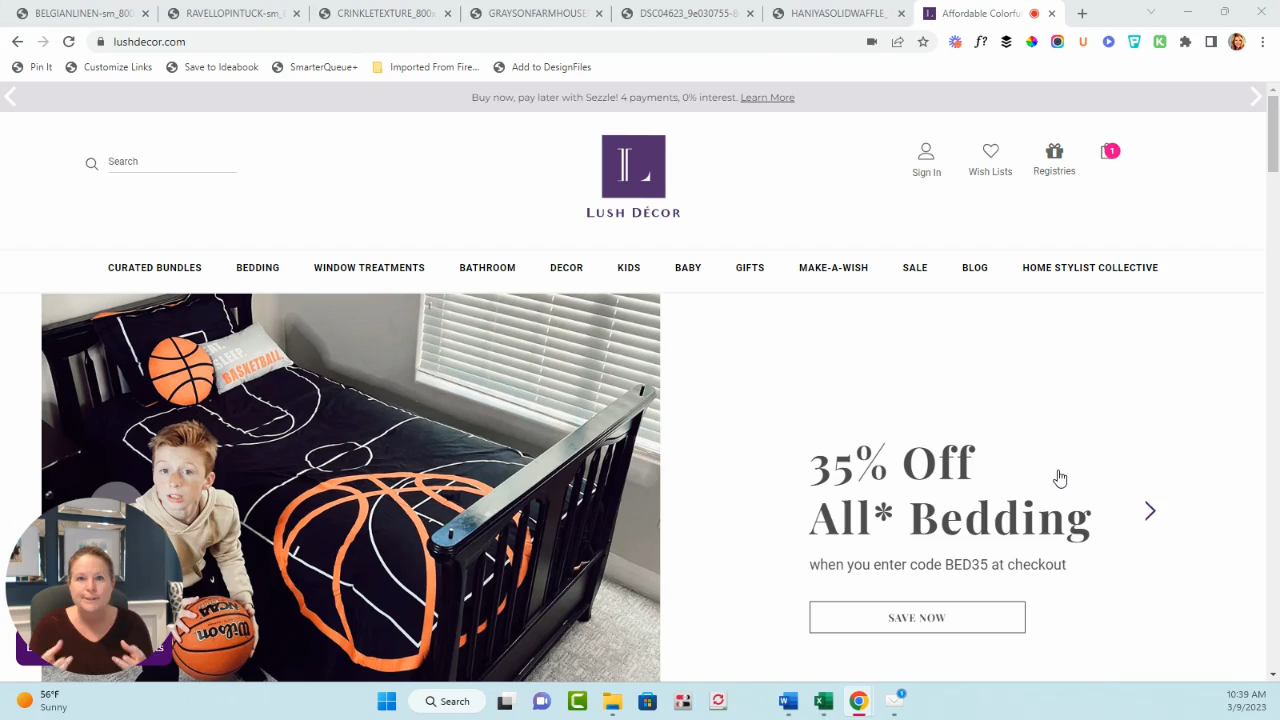 BELGIANLINEN-sm_800
RAVELLOPINTUCK-sm_
CRINKLETEXTURE_800x
GRAYSONFARMHOUSE
DSC04623_9e030755-8
HANIYASOLIDWAFFLE_
Affordable Colorful
lushdecor.com
Pin It
Customize Links
Save to Ideabook
SmarterQueue+
Imported From Fire...
Add to DesignFiles
Buy now, pay later with Sezzle! 4 payments, 0% interest. Learn More
Search
L
LUSH DÉCOR
Sign In
Wish Lists
Registries
1
CURATED BUNDLES
BEDDING
WINDOW TREATMENTS
BATHROOM
DECOR
KIDS
BABY
GIFTS
MAKE-A-WISH
SALE
BLOG
HOME STYLIST COLLECTIVE
EAT.
SLEEP.
BASKETBALL.
35% Off
All* Bedding
when you enter code BED35 at checkout
SAVE NOW
NCAA
Wilson
56°F
Sunny
Search
10:39 AM
3/9/2023